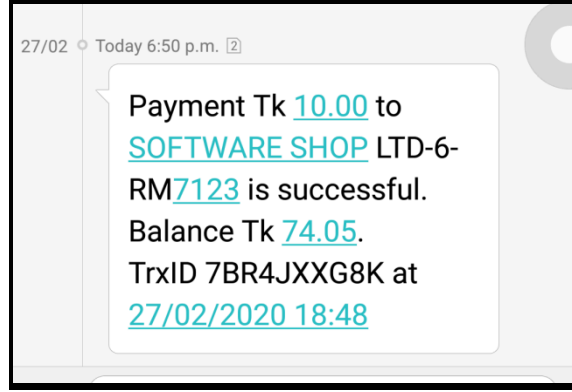 27/02 Today 6:50 p.m. 2
Payment Tk 10.00 to
SOFTWARE SHOP LTD-6-
RM7123 is successful.
Balance Tk 74.05.
TrxID 7BR4JXXG8K at
27/02/2020 18:48